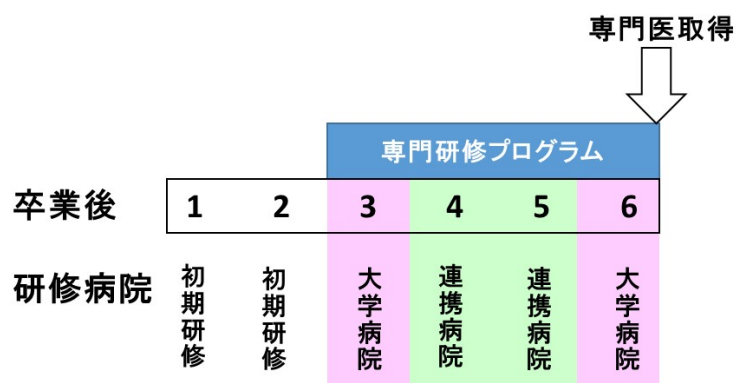 専門医取得
専門研修プログラム
卒業後 1 2 3 4 5 6
研修病院 初期研修 初期研修 大学病院 連携病院 連携病院 大学病院